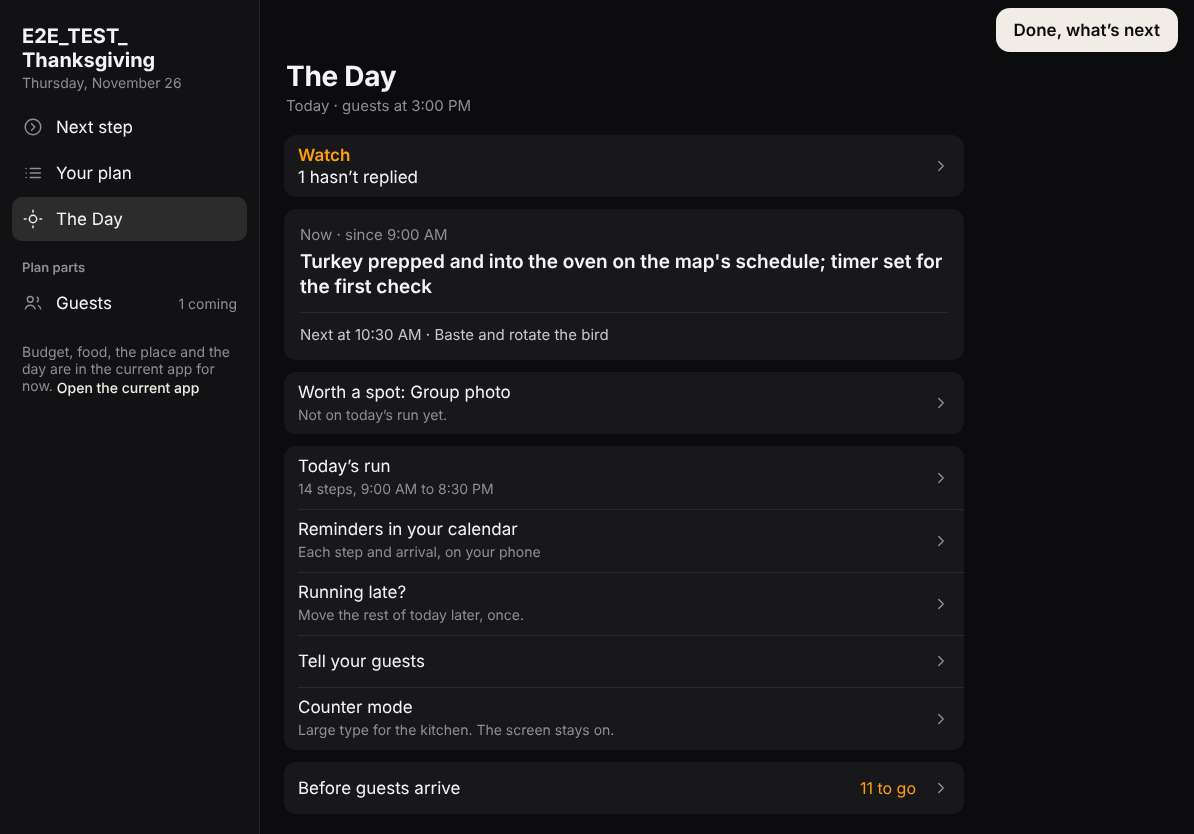 E2E_TEST_
Thanksgiving
Thursday, November 26
Next step
Your plan
The Day
Plan parts
Guests
1 coming
Budget, food, the place and the
day are in the current app for
now. Open the current app
Done, what’s next
The Day
Today · guests at 3:00 PM
Watch
1 hasn’t replied
Now · since 9:00 AM
Turkey prepped and into the oven on the map's schedule; timer set for
the first check
Next at 10:30 AM · Baste and rotate the bird
Worth a spot: Group photo
Not on today’s run yet.
Today’s run
14 steps, 9:00 AM to 8:30 PM
Reminders in your calendar
Each step and arrival, on your phone
Running late?
Move the rest of today later, once.
Tell your guests
Counter mode
Large type for the kitchen. The screen stays on.
Before guests arrive
11 to go